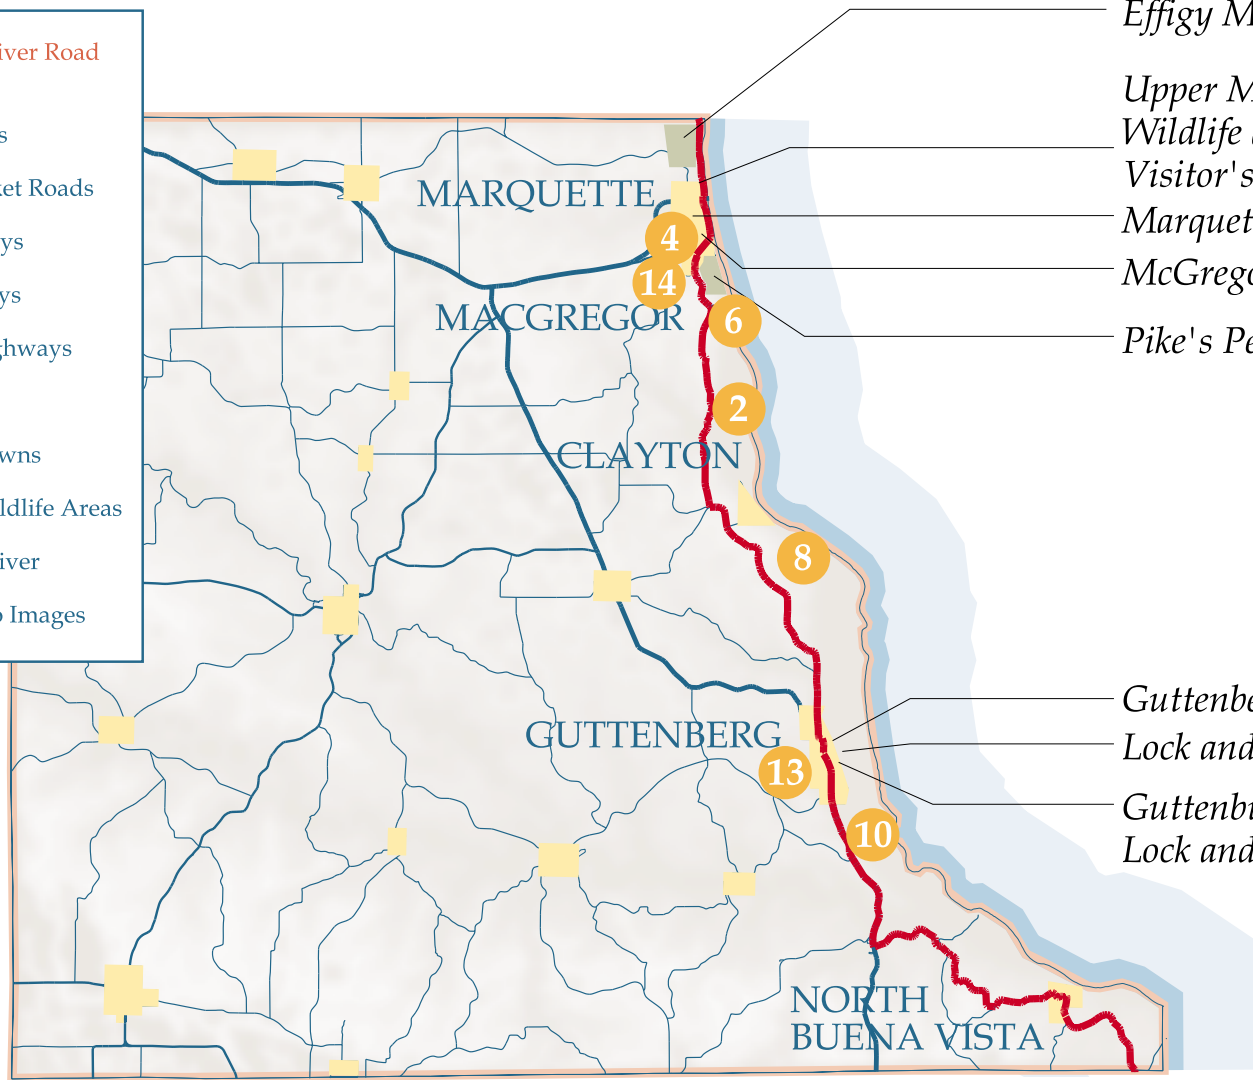 iver Road
s
ket Roads
ys
ys
ghways
wns
ldlife Areas
iver
o Images
Effigy M
Upper M
Wildlife
Visitor's
Marquet
McGrego
Pike's Pe
MARQUETTE
4
14
MACGREGOR
6
2
CLAYTON
8
Guttenbe
Lock and
GUTTENBERG
13
Guttenbu
Lock and
10
NORTH
BUENA VISTA